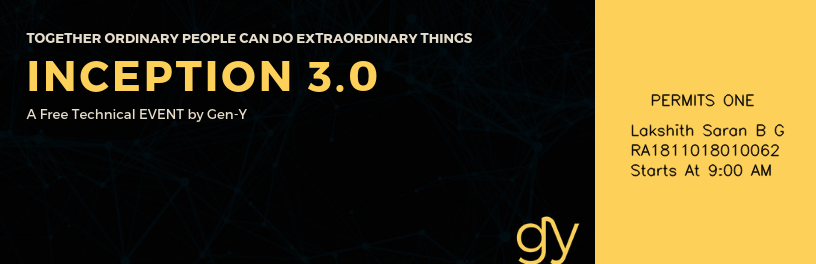 TOGETHER ORDINARY PEOPLE CAN DO EXTRAORDINARY THINGS
INCEPTION 3.0
A Free Technical EVENT by Gen-Y
gy
PERMITS ONE
Lakshith Saran B G
RA1811018010062
Starts At 9:00 AM